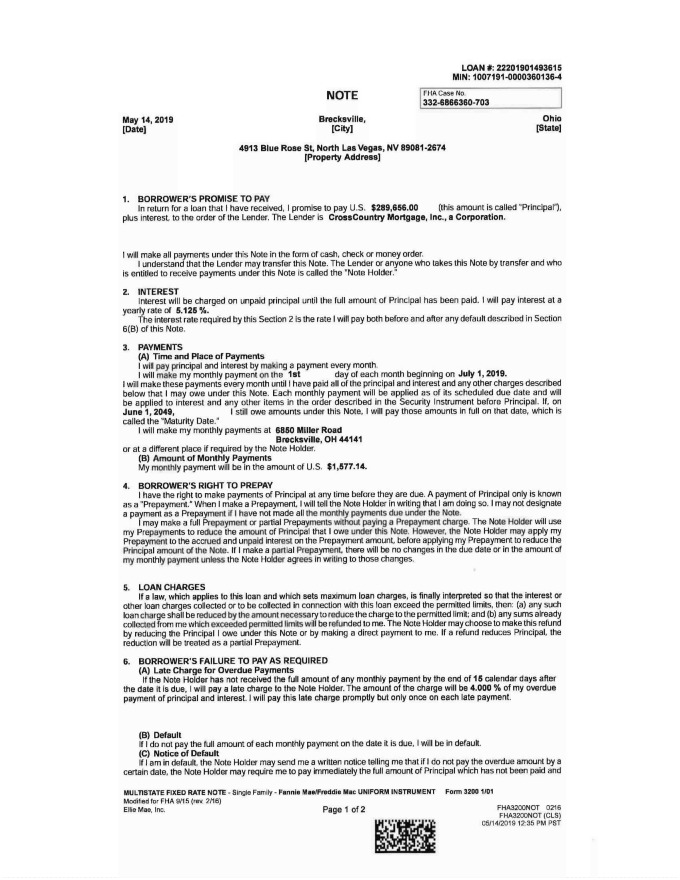 LOAN #: 22201901493615
MIN: 1007191-0000360136-4
NOTE
FHA Case No.
332-6866360-703
May 14, 2019 Brecksville, Ohio
[Date] [City] [State]
4913 Blue Rose St, North Las Vegas, NV 89081-2674
[Property Address]
1. BORROWER'S PROMISE TO PAY
In return for a loan that I have received, I promise to pay U.S. $289,656.00 (this amount is called "Principal"),
plus interest, to the order of the Lender. The Lender is CrossCountry Mortgage, Inc., a Corporation.
I will make all payments under this Note in the form of cash, check or money order.
I understand that the Lender may transfer this Note. The Lender or anyone who takes this Note by transfer and who
is entitled to receive payments under this Note is called the "Note Holder."
2. INTEREST
Interest will be charged on unpaid principal until the full amount of Principal has been paid. I will pay interest at a
yearly rate of 5.125 %.
The interest rate required by this Section 2 is the rate I will pay both before and after any default described in Section
6(B) of this Note.
3. PAYMENTS
(A) Time and Place of Payments
I will pay principal and interest by making a payment every month.
I will make my monthly payment on the 1st day of each month beginning on July 1, 2019.
I will make these payments every month until I have paid all of the principal and interest and any other charges described
below that I may owe under this Note. Each monthly payment will be applied as of its scheduled due date and will
be applied to interest and any other items in the order described in the Security Instrument before Principal. If, on
June 1, 2049, I still owe amounts under this Note, I will pay those amounts in full on that date, which is
called the "Maturity Date."
I will make my monthly payments at 6850 Miller Road
Brecksville, OH 44141
or at a different place if required by the Note Holder.
(B) Amount of Monthly Payments
My monthly payment will be in the amount of U.S. $1,577.14.
4. BORROWER'S RIGHT TO PREPAY
I have the right to make payments of Principal at any time before they are due. A payment of Principal only is known
as a "Prepayment." When I make a Prepayment, I will tell the Note Holder in writing that I am doing so. I may not designate
a payment as a Prepayment if I have not made all the monthly payments due under the Note.
I may make a full Prepayment or partial Prepayments without paying a Prepayment charge. The Note Holder will use
my Prepayments to reduce the amount of Principal that I owe under this Note. However, the Note Holder may apply my
Prepayment to the accrued and unpaid interest on the Prepayment amount, before applying my Prepayment to reduce the
Principal amount of the Note. If I make a partial Prepayment, there will be no changes in the due date or in the amount of
my monthly payment unless the Note Holder agrees in writing to those changes.
5. LOAN CHARGES
If a law, which applies to this loan and which sets maximum loan charges, is finally interpreted so that the interest or
other loan charges collected or to be collected in connection with this loan exceed the permitted limits, then: (a) any such
loan charge shall be reduced by the amount necessary to reduce the charge to the permitted limit; and (b) any sums already
collected from me which exceeded permitted limits will be refunded to me. The Note Holder may choose to make this refund
by reducing the Principal I owe under this Note or by making a direct payment to me. If a refund reduces Principal, the
reduction will be treated as a partial Prepayment.
6. BORROWER'S FAILURE TO PAY AS REQUIRED
(A) Late Charge for Overdue Payments
If the Note Holder has not received the full amount of any monthly payment by the end of 15 calendar days after
the date it is due, I will pay a late charge to the Note Holder. The amount of the charge will be 4.000 % of my overdue
payment of principal and interest. I will pay this late charge promptly but only once on each late payment.
(B) Default
If I do not pay the full amount of each monthly payment on the date it is due, I will be in default.
(C) Notice of Default
If I am in default, the Note Holder may send me a written notice telling me that if I do not pay the overdue amount by a
certain date, the Note Holder may require me to pay immediately the full amount of Principal which has not been paid and
MULTISTATE FIXED RATE NOTE - Single Family - Fannie Mae/Freddie Mac UNIFORM INSTRUMENT Form 3200 1/01
Modified for FHA 9/15 (rev. 2/16)
Ellie Mae, Inc. Page 1 of 2 FHA3200NOT 0216
FHA3200NOT (CLS)
05/14/2019 12:35 PM PST